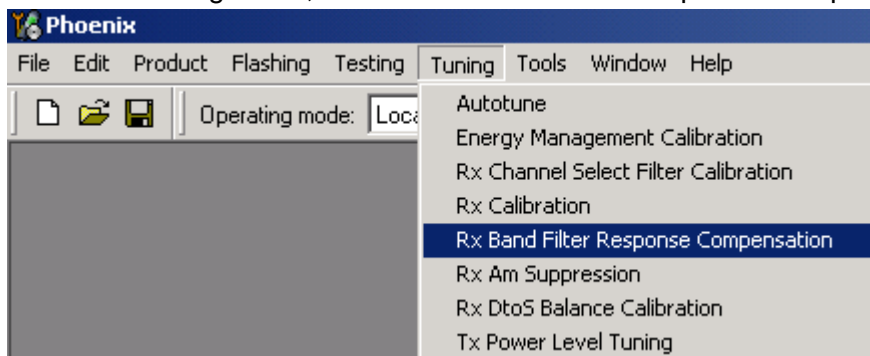 Phoenix
File Edit Product Flashing Testing Tuning Tools Window Help
Operating mode:
Autotune
Energy Management Calibration
Rx Channel Select Filter Calibration
Rx Calibration
Rx Band Filter Response Compensation
Rx Am Suppression
Rx DtoS Balance Calibration
Tx Power Level Tuning